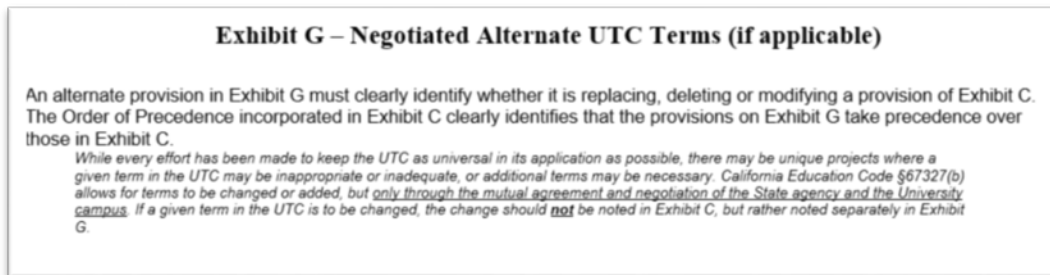 Exhibit G – Negotiated Alternate UTC Terms (if applicable)
An alternate provision in Exhibit G must clearly identify whether it is replacing, deleting or modifying a provision of Exhibit C.
The Order of Precedence incorporated in Exhibit C clearly identifies that the provisions on Exhibit G take precedence over
those in Exhibit C.
While every effort has been made to keep the UTC as universal in its application as possible, there may be unique projects where a
given term in the UTC may be inappropriate or inadequate, or additional terms may be necessary. California Education Code §67327(b)
allows for terms to be changed or added, but only through the mutual agreement and negotiation of the State agency and the University
campus. If a given term in the UTC is to be changed, the change should not be noted in Exhibit C, but rather noted separately in Exhibit
G.